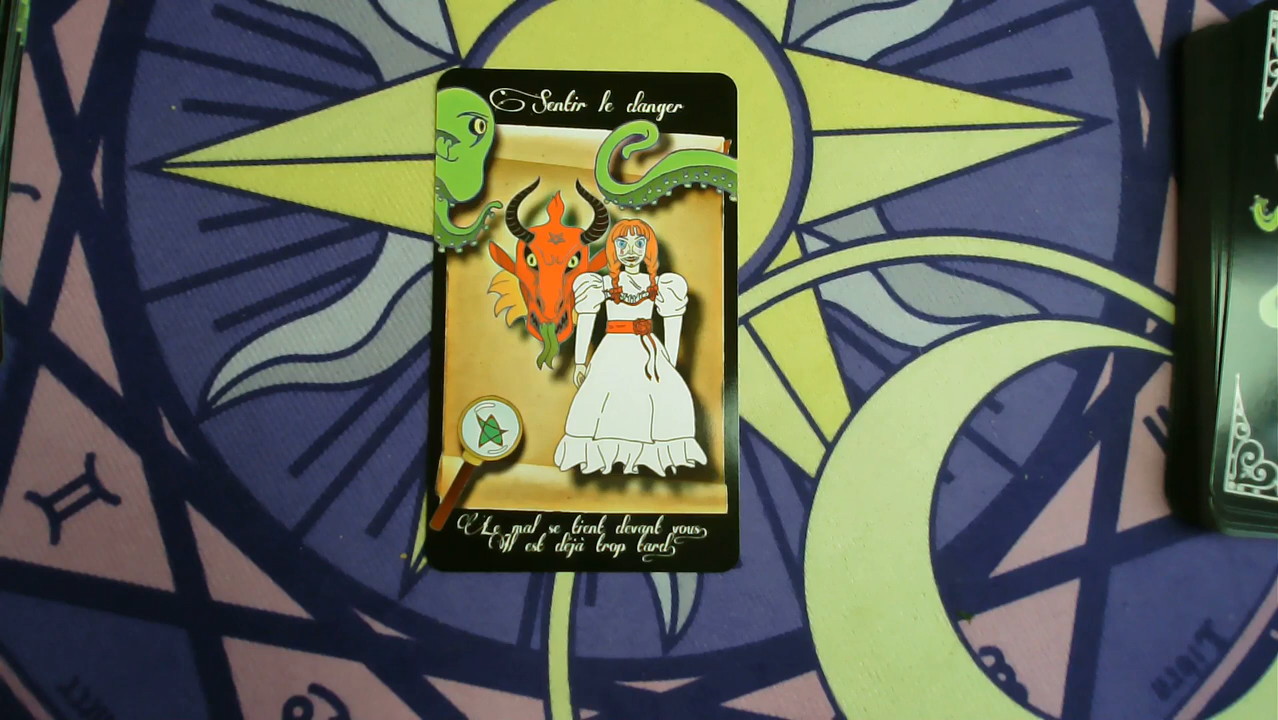 Sentir le danger
Le mal se tient devant vous
Il est déjà trop tard